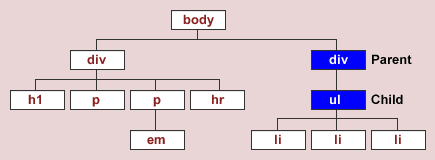 body
div div Parent
h1 p p hr ul Child
em li li li